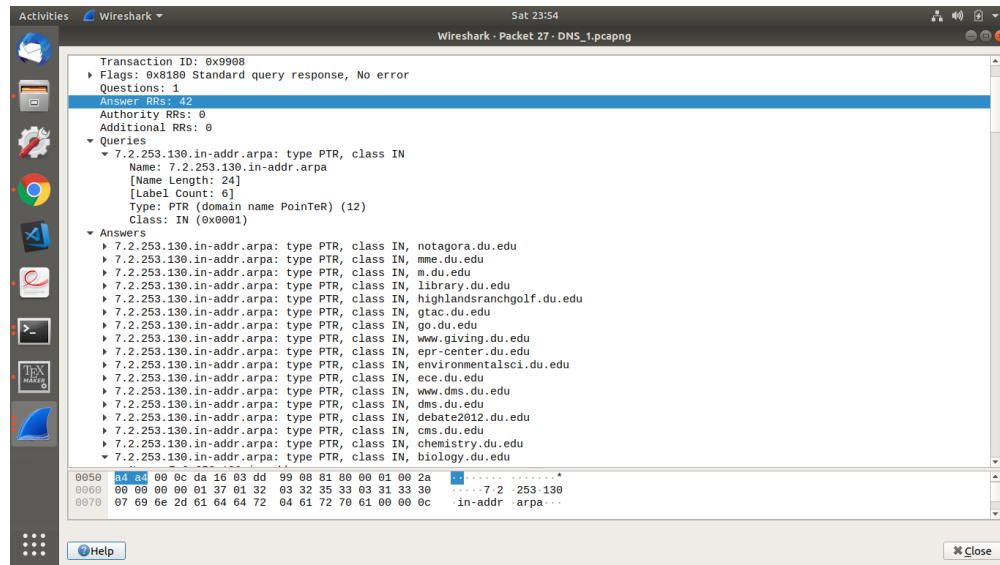 Activities Wireshark Sat 23:54
Wireshark · Packet 27 · DNS_1.pcapng
Transaction ID: 0x9908
Flags: 0x8180 Standard query response, No error
Questions: 1
Answer RRs: 42
Authority RRs: 0
Additional RRs: 0
Queries
7.2.253.130.in-addr.arpa: type PTR, class IN
Name: 7.2.253.130.in-addr.arpa
[Name Length: 24]
[Label Count: 6]
Type: PTR (domain name PoinTeR) (12)
Class: IN (0x0001)
Answers
7.2.253.130.in-addr.arpa: type PTR, class IN, notagora.du.edu
7.2.253.130.in-addr.arpa: type PTR, class IN, mme.du.edu
7.2.253.130.in-addr.arpa: type PTR, class IN, m.du.edu
7.2.253.130.in-addr.arpa: type PTR, class IN, library.du.edu
7.2.253.130.in-addr.arpa: type PTR, class IN, highlandsranchgolf.du.edu
7.2.253.130.in-addr.arpa: type PTR, class IN, gtac.du.edu
7.2.253.130.in-addr.arpa: type PTR, class IN, go.du.edu
7.2.253.130.in-addr.arpa: type PTR, class IN, www.giving.du.edu
7.2.253.130.in-addr.arpa: type PTR, class IN, epr-center.du.edu
7.2.253.130.in-addr.arpa: type PTR, class IN, environmentalsci.du.edu
7.2.253.130.in-addr.arpa: type PTR, class IN, ece.du.edu
7.2.253.130.in-addr.arpa: type PTR, class IN, www.dms.du.edu
7.2.253.130.in-addr.arpa: type PTR, class IN, dms.du.edu
7.2.253.130.in-addr.arpa: type PTR, class IN, debate2012.du.edu
7.2.253.130.in-addr.arpa: type PTR, class IN, cms.du.edu
7.2.253.130.in-addr.arpa: type PTR, class IN, chemistry.du.edu
7.2.253.130.in-addr.arpa: type PTR, class IN, biology.du.edu
0050 a4 a4 00 0c da 16 03 dd 99 08 81 80 00 01 00 2a ········ ·······*
0060 00 00 00 00 01 37 01 32 03 32 35 33 03 31 33 30 ·····7·2 ·253·130
0070 07 69 6e 2d 61 64 64 72 04 61 72 70 61 00 00 0c ·in-addr ·arpa···
TEX
MAKER
Help Close